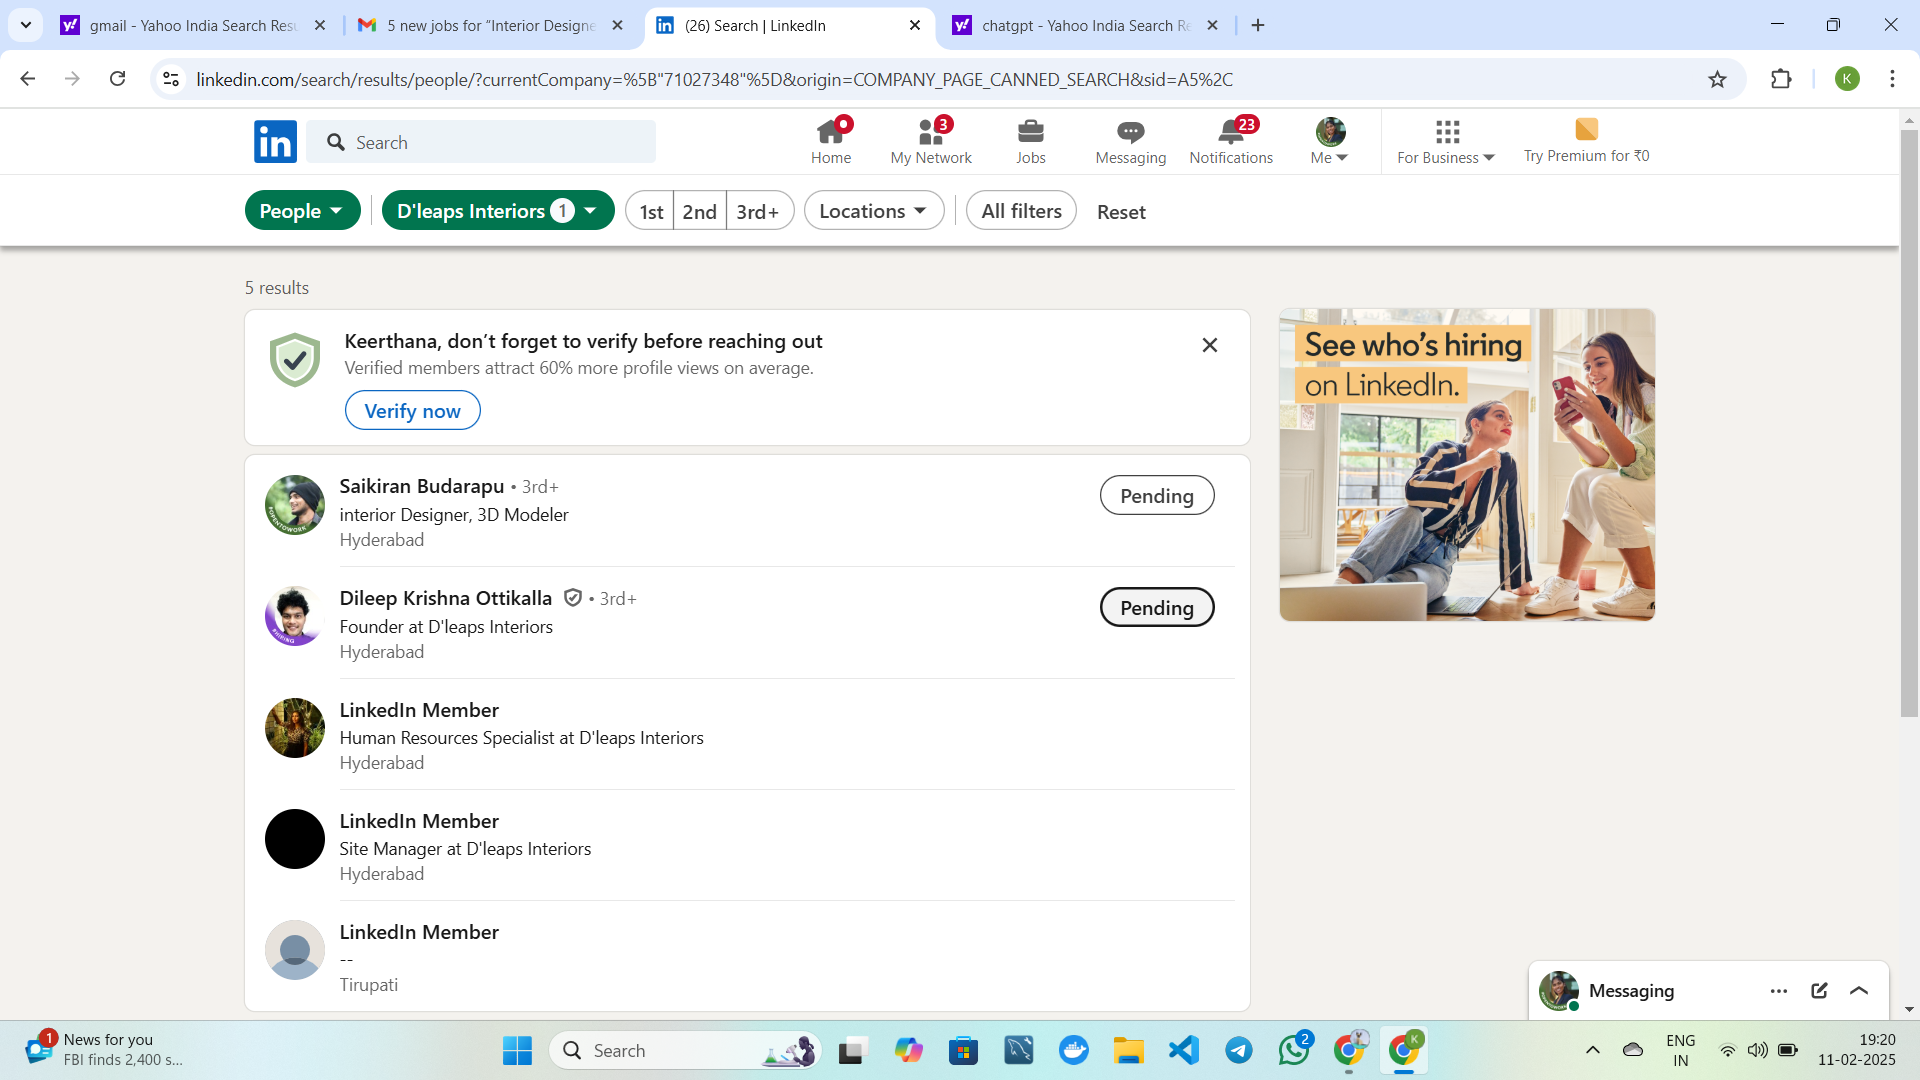 gmail - Yahoo India Search Resu
5 new jobs for “Interior Designe
(26) Search | LinkedIn
chatgpt - Yahoo India Search Re
linkedin.com/search/results/people/?currentCompany=%5B"71027348"%5D&origin=COMPANY_PAGE_CANNED_SEARCH&sid=A5%2C
K
in
Search
Home
3
My Network
Jobs
Messaging
23
Notifications
Me
For Business
Try Premium for ₹0
People
D'leaps Interiors 1
1st
2nd
3rd+
Locations
All filters
Reset
5 results
Keerthana, don’t forget to verify before reaching out
Verified members attract 60% more profile views on average.
Verify now
See who’s hiring
on LinkedIn.
Saikiran Budarapu • 3rd+
interior Designer, 3D Modeler
Hyderabad
Pending
#OPENTOWORK
Dileep Krishna Ottikalla • 3rd+
Founder at D'leaps Interiors
Hyderabad
Pending
#HIRING
LinkedIn Member
Human Resources Specialist at D'leaps Interiors
Hyderabad
LinkedIn Member
Site Manager at D'leaps Interiors
Hyderabad
LinkedIn Member
--
Tirupati
Messaging
1
News for you
FBI finds 2,400 s...
Search
2
K
ENG
IN
19:20
11-02-2025